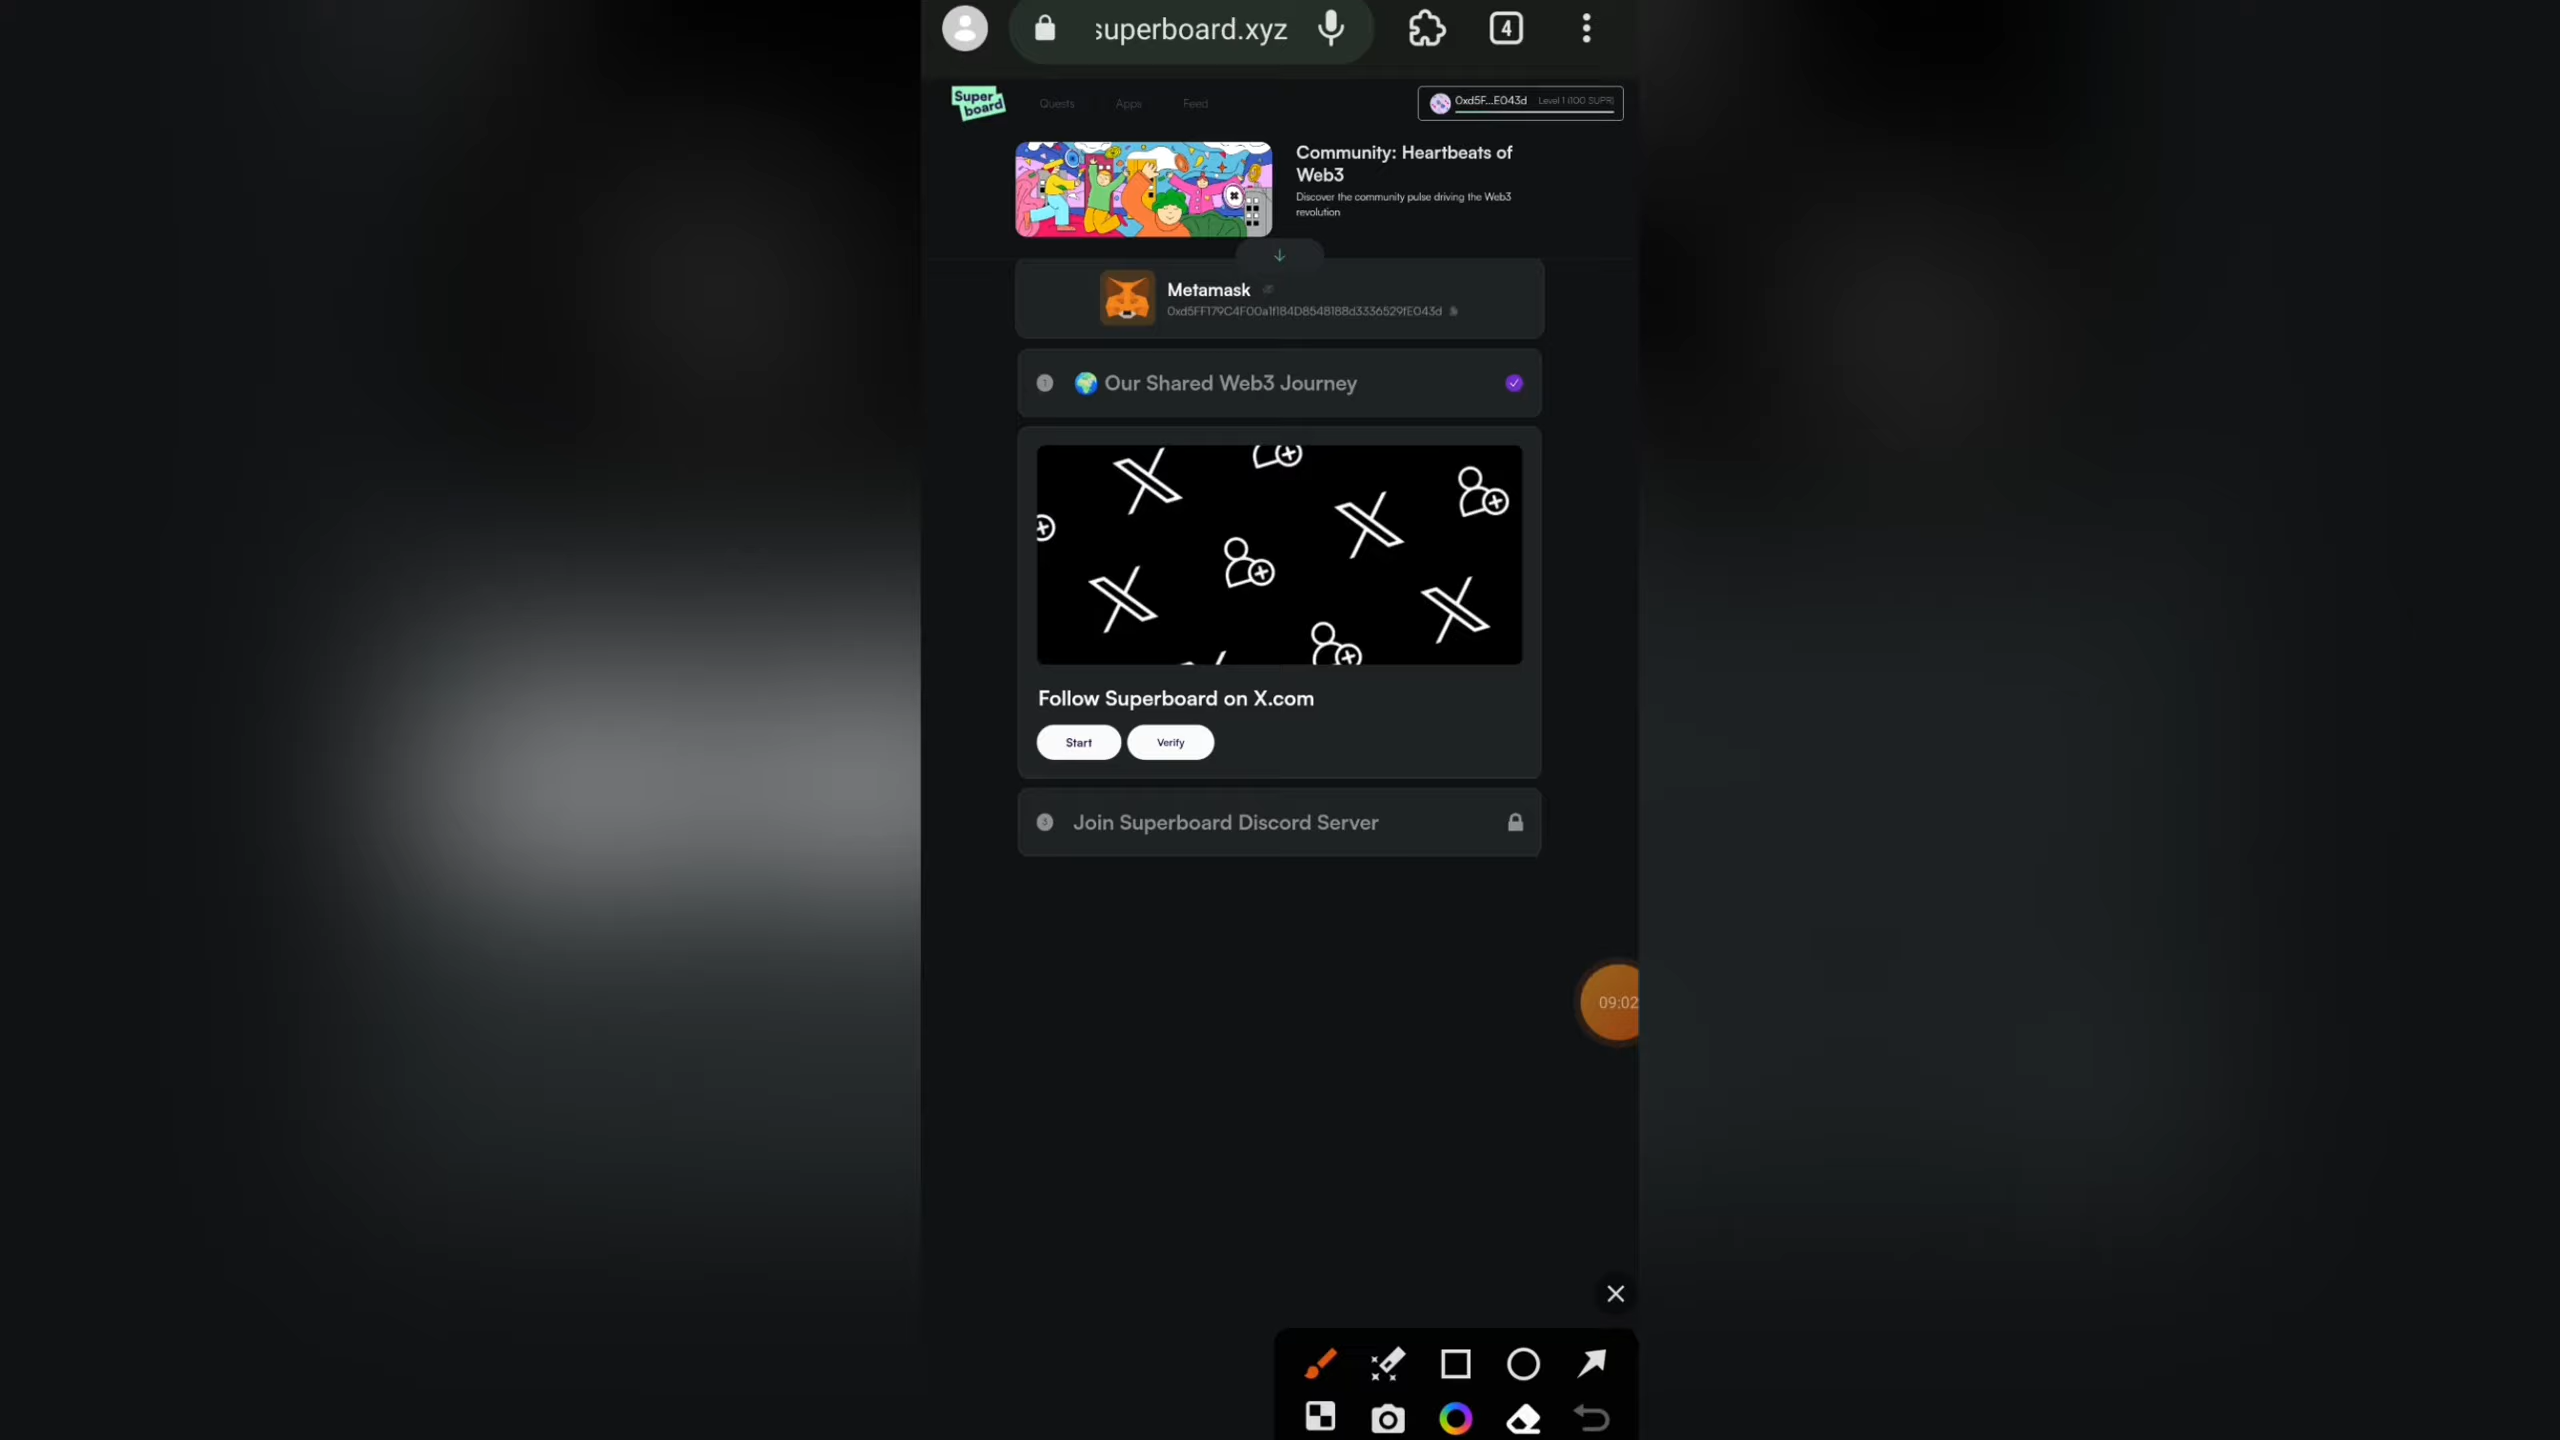 superboard.xyz
4
Super
board
Quests
Apps
Feed
0xd5F...E043d
Level 1 (100 SUPR)
Community: Heartbeats of
Web3
Discover the community pulse driving the Web3
revolution
Metamask
1
🌍 Our Shared Web3 Journey
Follow Superboard on X.com
Start
Verify
3
Join Superboard Discord Server
09:02